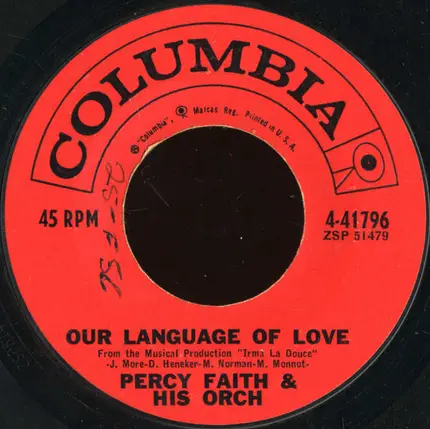 COLUMBIA
® "Columbia", Marcas Reg. Printed in U. S. A.
45 RPM
4-41796
ZSP 51479
OUR LANGUAGE OF LOVE
From the Musical Production "Irma La Douce"
-J. More-D. Heneker-M. Norman-M. Monnot-
PERCY FAITH &
HIS ORCH